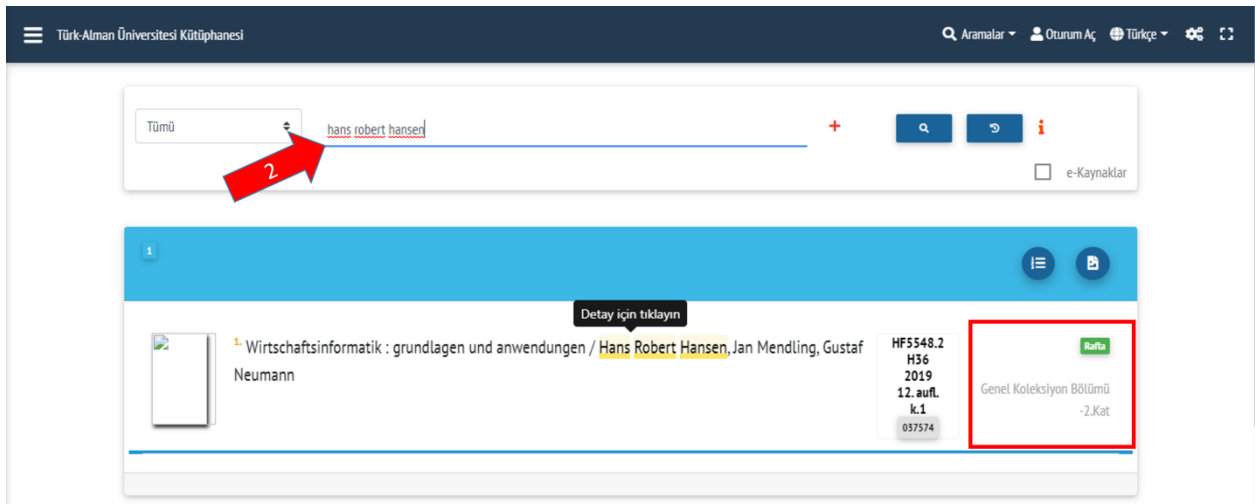 Türk-Alman Üniversitesi Kütüphanesi
Aramalar
Oturum Aç
Türkçe
Tümü
hans robert hansen
2
e-Kaynaklar
1
Detay için tıklayın
1. Wirtschaftsinformatik : grundlagen und anwendungen / Hans Robert Hansen, Jan Mendling, Gustaf
Neumann
HF5548.2
H36
2019
12. aufl.
k.1
037574
Rafta
Genel Koleksiyon Bölümü
-2.Kat